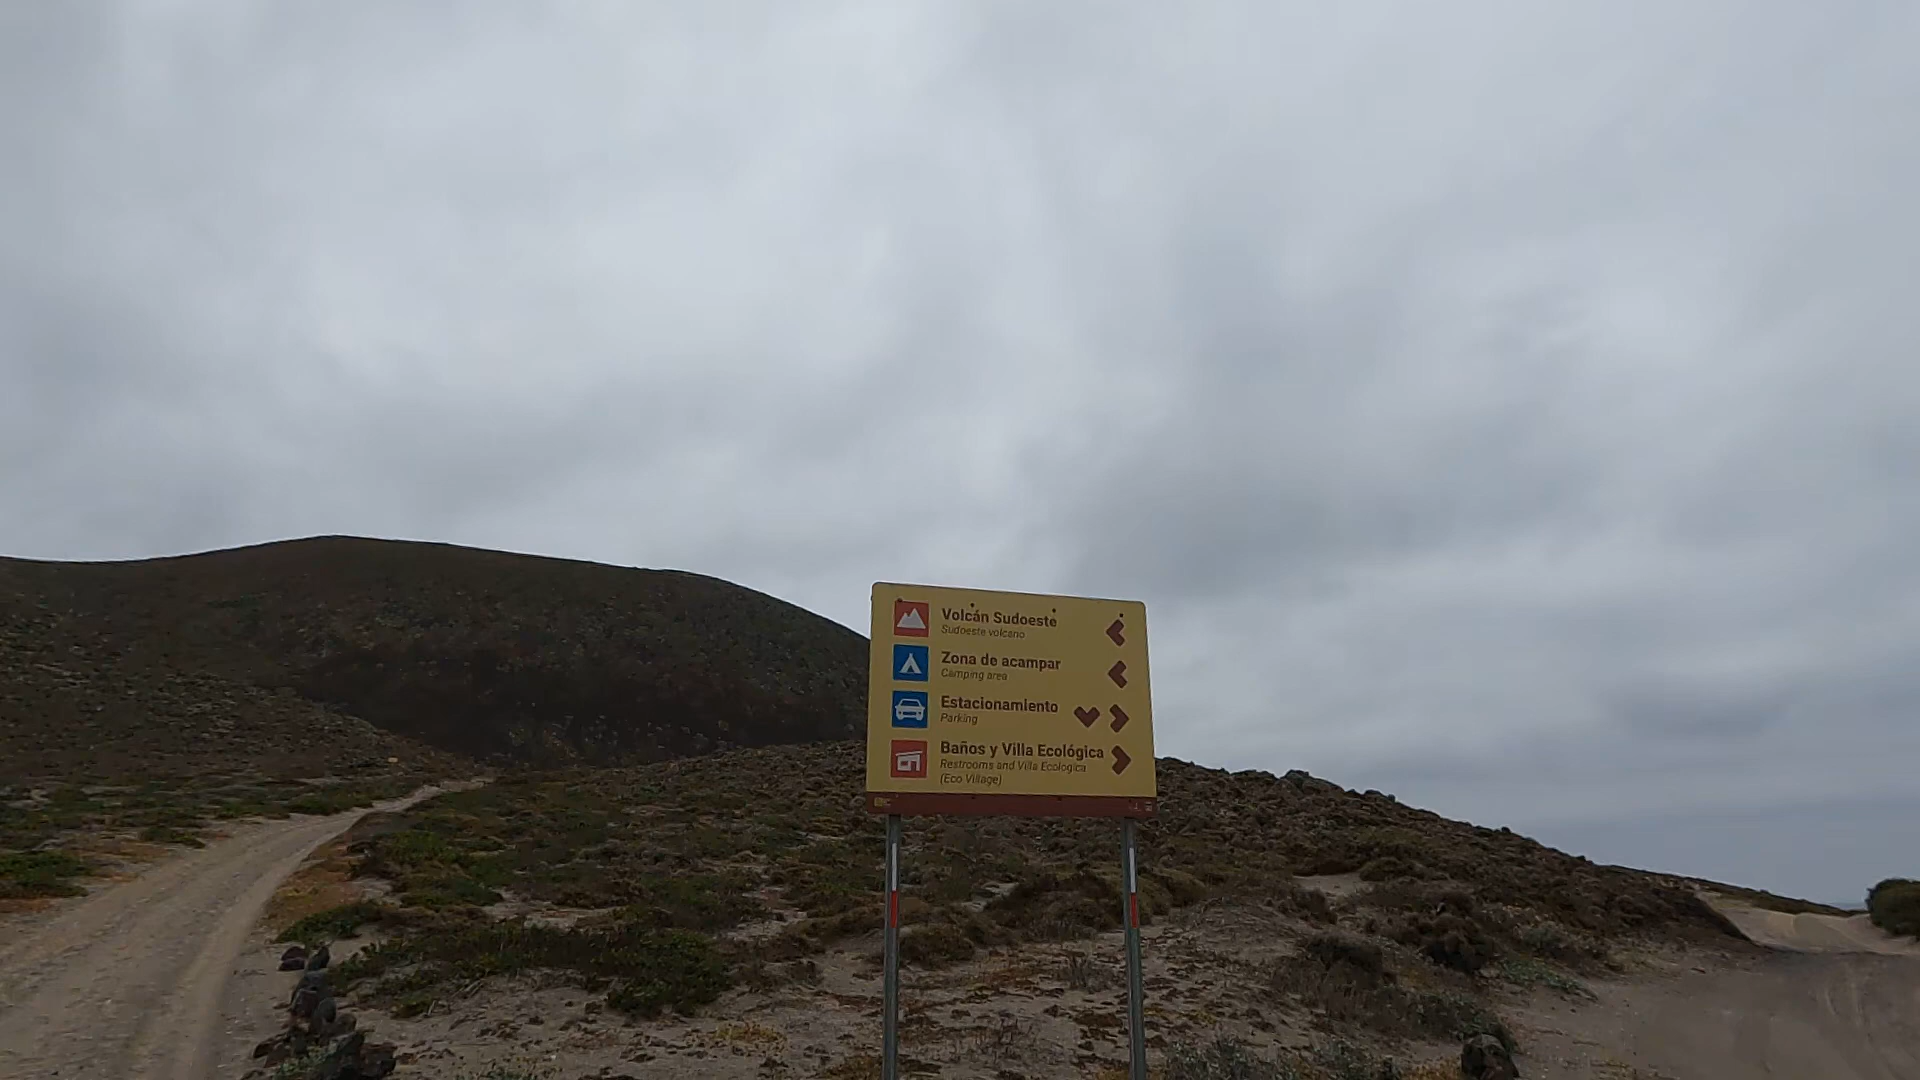 Volcán Sudoeste
Sudoeste volcano
Zona de acampar
Camping area
Estacionamiento
Parking
Baños y Villa Ecológica
Restrooms and Villa Ecologica
(Eco Village)